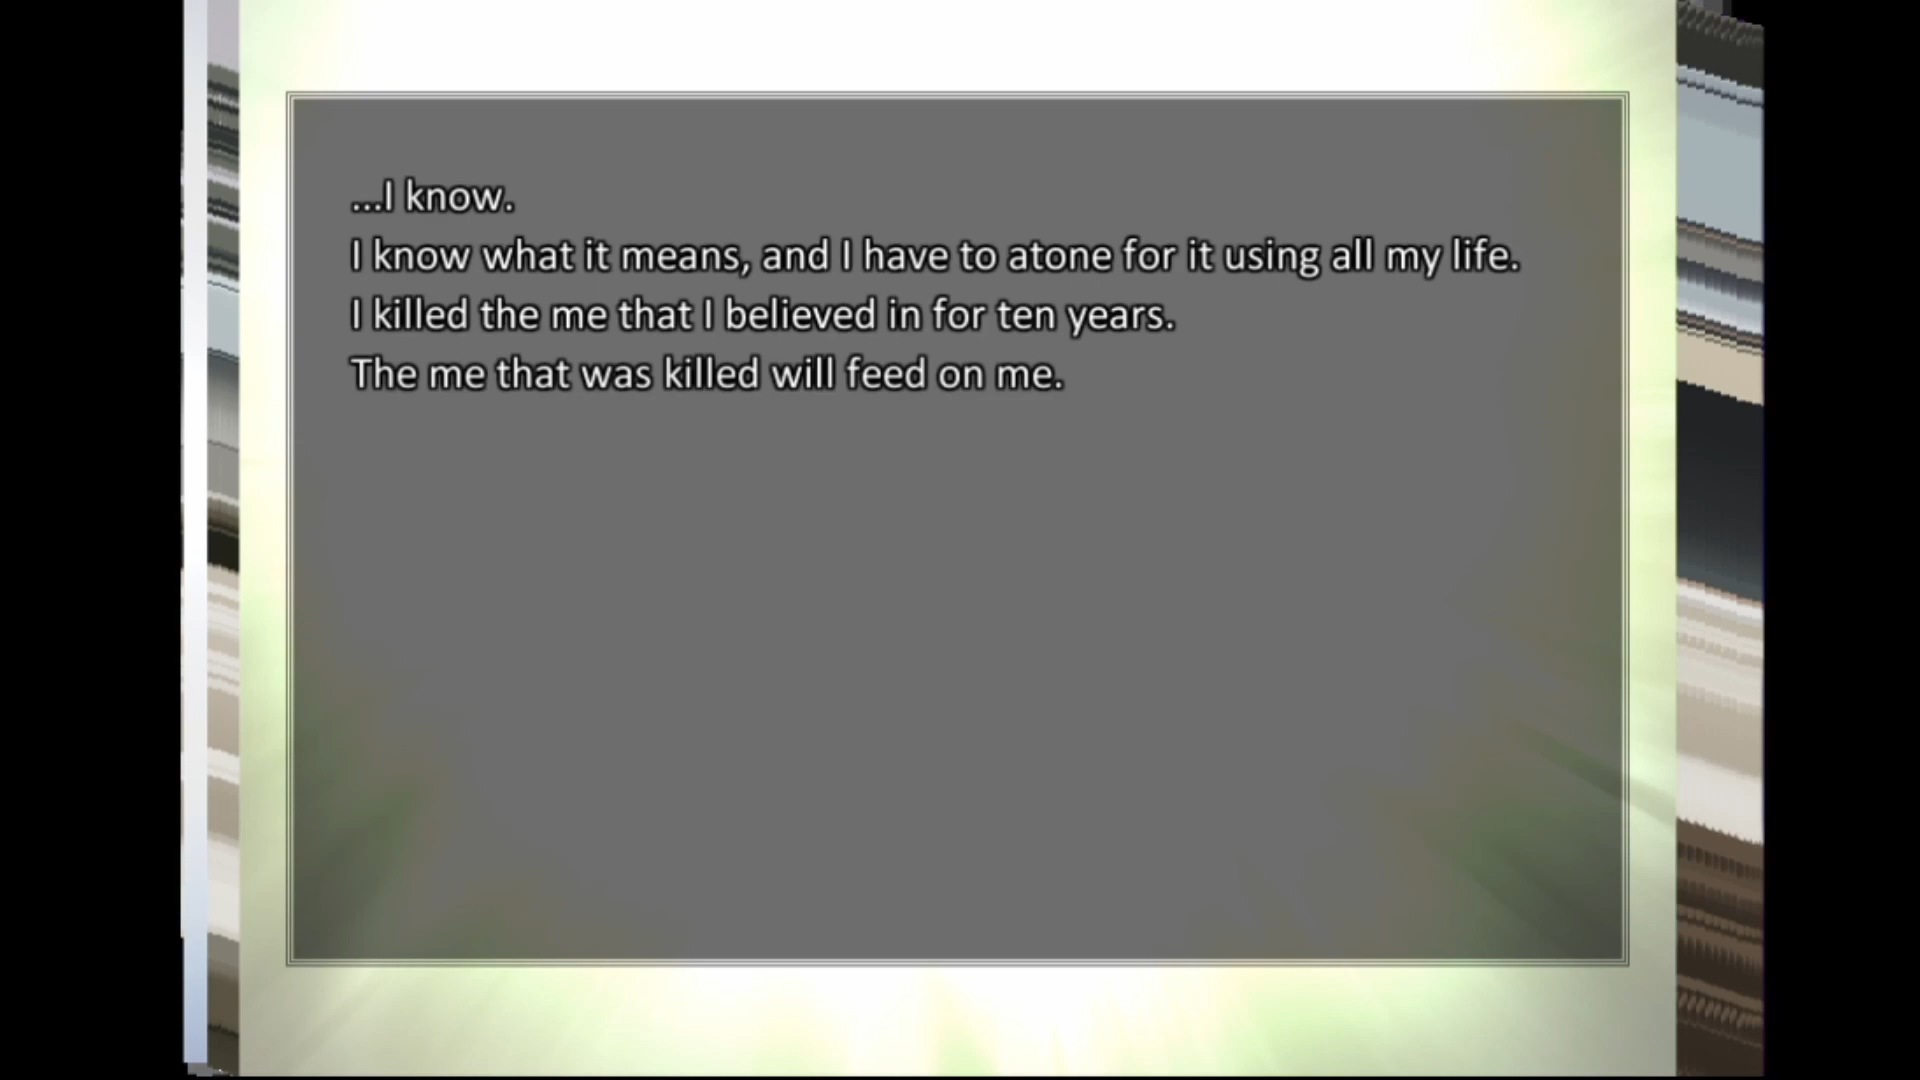 ...I know.
I know what it means, and I have to atone for it using all my life.
I killed the me that I believed in for ten years.
The me that was killed will feed on me.